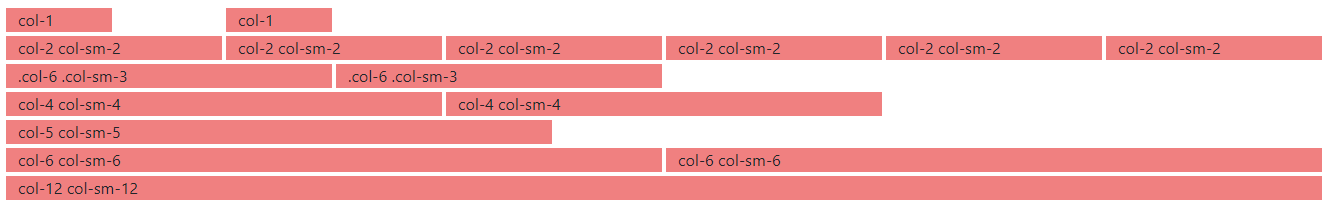 col-1 col-1
col-2 col-sm-2 col-2 col-sm-2 col-2 col-sm-2 col-2 col-sm-2 col-2 col-sm-2 col-2 col-sm-2
.col-6 .col-sm-3 .col-6 .col-sm-3
col-4 col-sm-4 col-4 col-sm-4
col-5 col-sm-5
col-6 col-sm-6 col-6 col-sm-6
col-12 col-sm-12